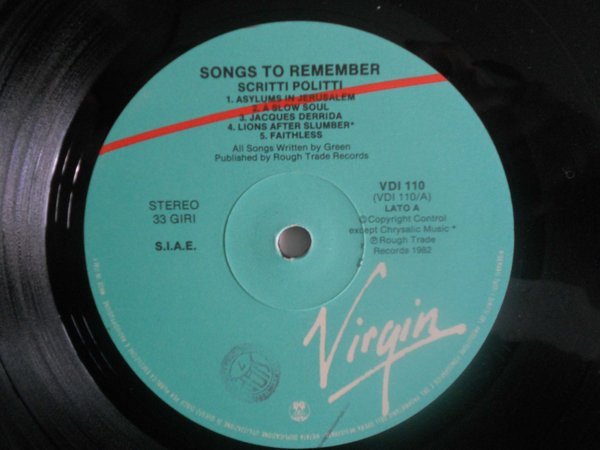 SONGS TO REMEMBER
SCRITTI POLITTI
1. ASYLUMS IN JERUSALEM
2. A SLOW SOUL
3. JACQUES DERRIDA
4. LIONS AFTER SLUMBER*
5. FAITHLESS
All Songs Written by Green
Published by Rough Trade Records
STEREO
33 GIRI
S.I.A.E.
VDI 110
(VDI 110/A)
LATO A
©Copyright Control
except Chrysalic Music *
℗Rough Trade
Records 1982
Virgin